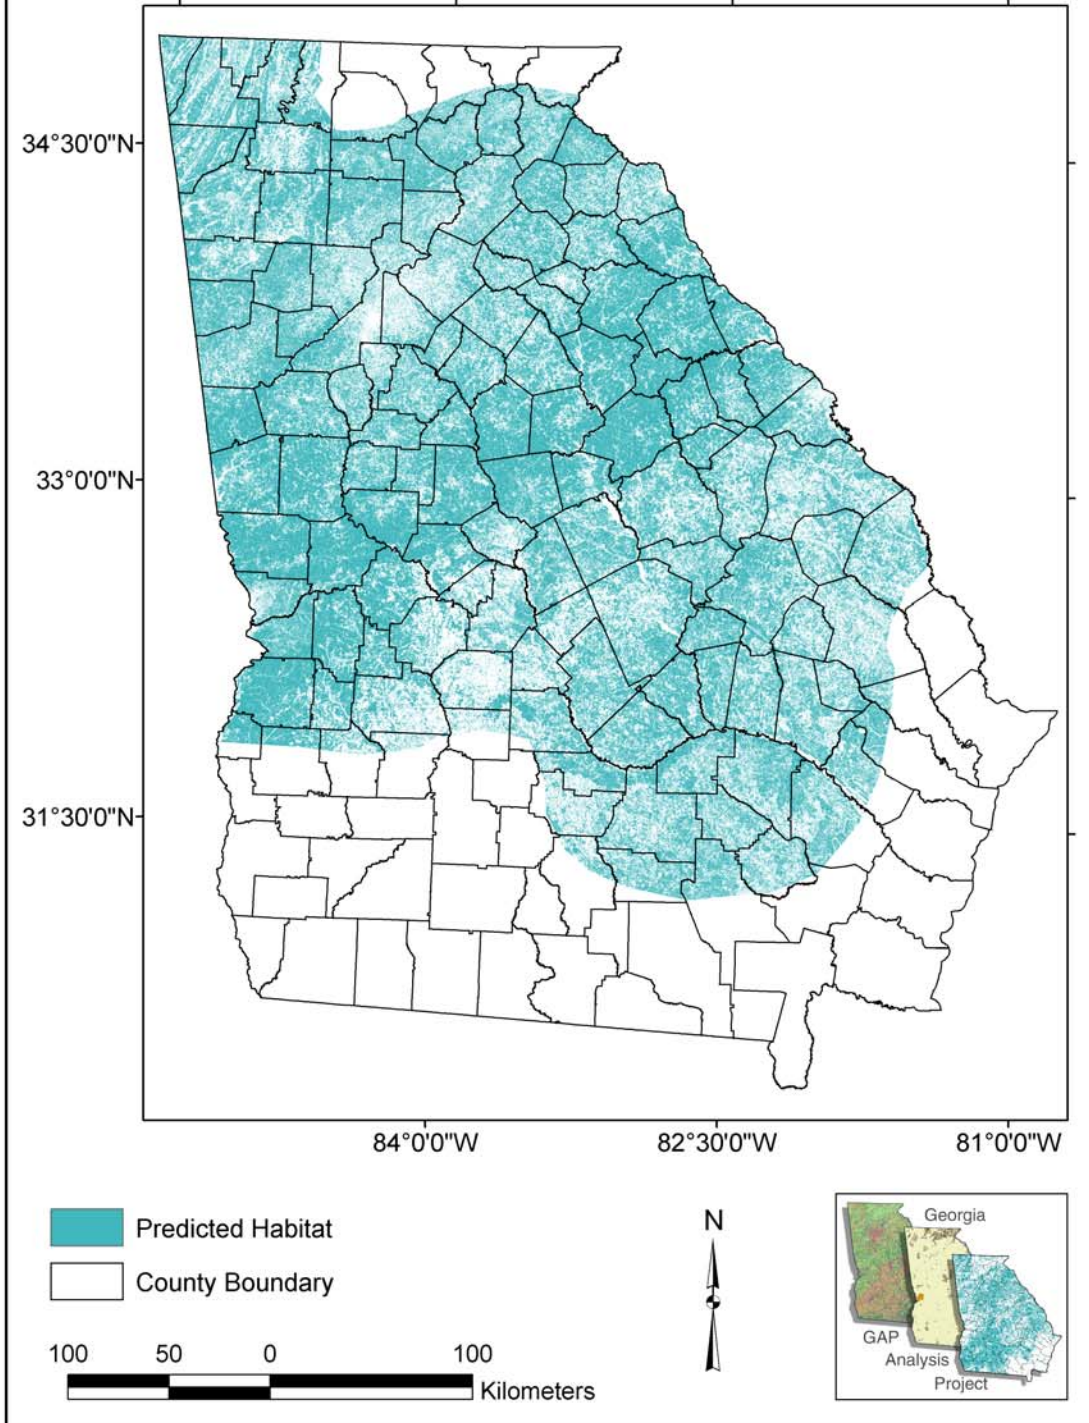 34°30'0"N
33°0'0"N
31°30'0"N
84°0'0"W 82°30'0"W 81°0'0"W
Predicted Habitat
County Boundary
100 50 0 100
Kilometers
N
Georgia
GAP
Analysis
Project